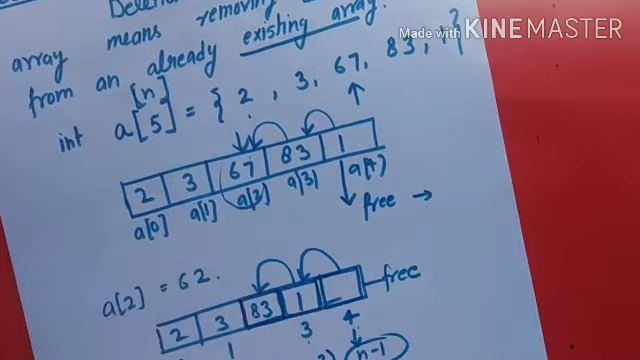 Made with KINEMASTER
array means removing
from an already existing array.
[n]
int a[5] = { 2, 3, 67, 83, 1}
2 3 67 83 1
a[0] a[1] a[2] a[3] a[4]
free →
a[2] = 62.
2 3 83 1
free
1 3 4
n-1